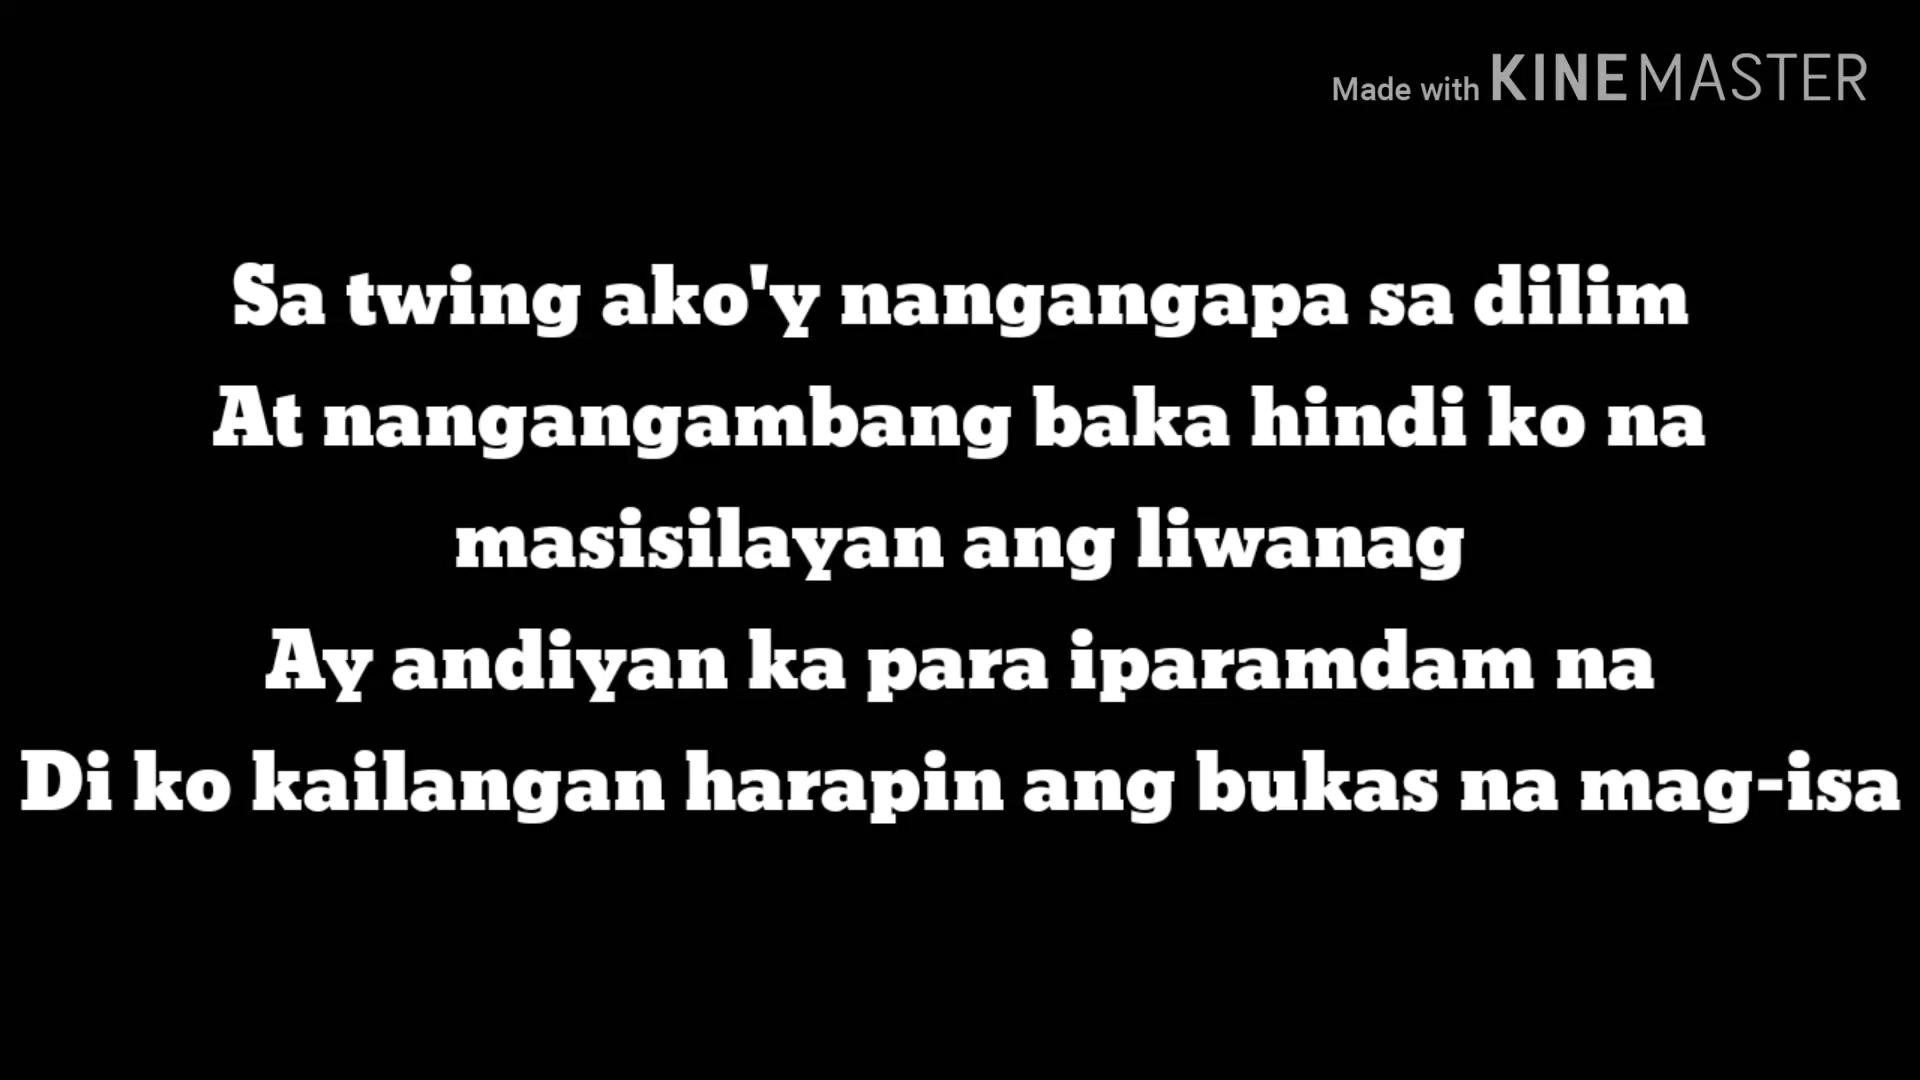 Made with KINEMASTER
Sa twing ako'y nangangapa sa dilim
At nangangambang baka hindi ko na
masisilayan ang liwanag
Ay andiyan ka para iparamdam na
Di ko kailangan harapin ang bukas na mag-isa